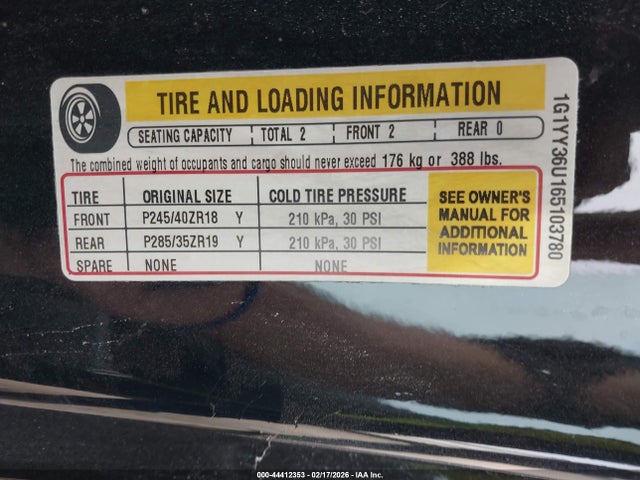 TIRE AND LOADING INFORMATION
SEATING CAPACITY TOTAL 2 FRONT 2 REAR 0
The combined weight of occupants and cargo should never exceed 176 kg or 388 lbs.
TIRE ORIGINAL SIZE COLD TIRE PRESSURE
FRONT P245/40ZR18 Y 210 kPa, 30 PSI
REAR P285/35ZR19 Y 210 kPa, 30 PSI
SPARE NONE NONE
SEE OWNER'S
MANUAL FOR
ADDITIONAL
INFORMATION
1G1YY36U165103780
000-44412353 - 02/17/2026 - IAA Inc.